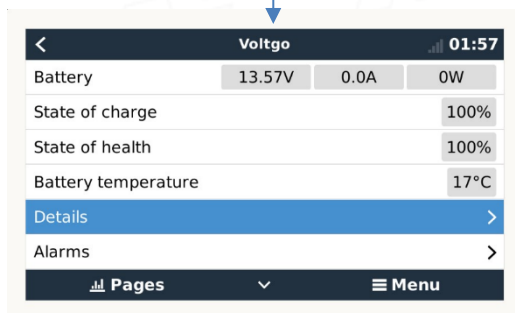 Voltgo 01:57
Battery 13.57V 0.0A 0W
State of charge 100%
State of health 100%
Battery temperature 17°C
Details
Alarms
Pages Menu